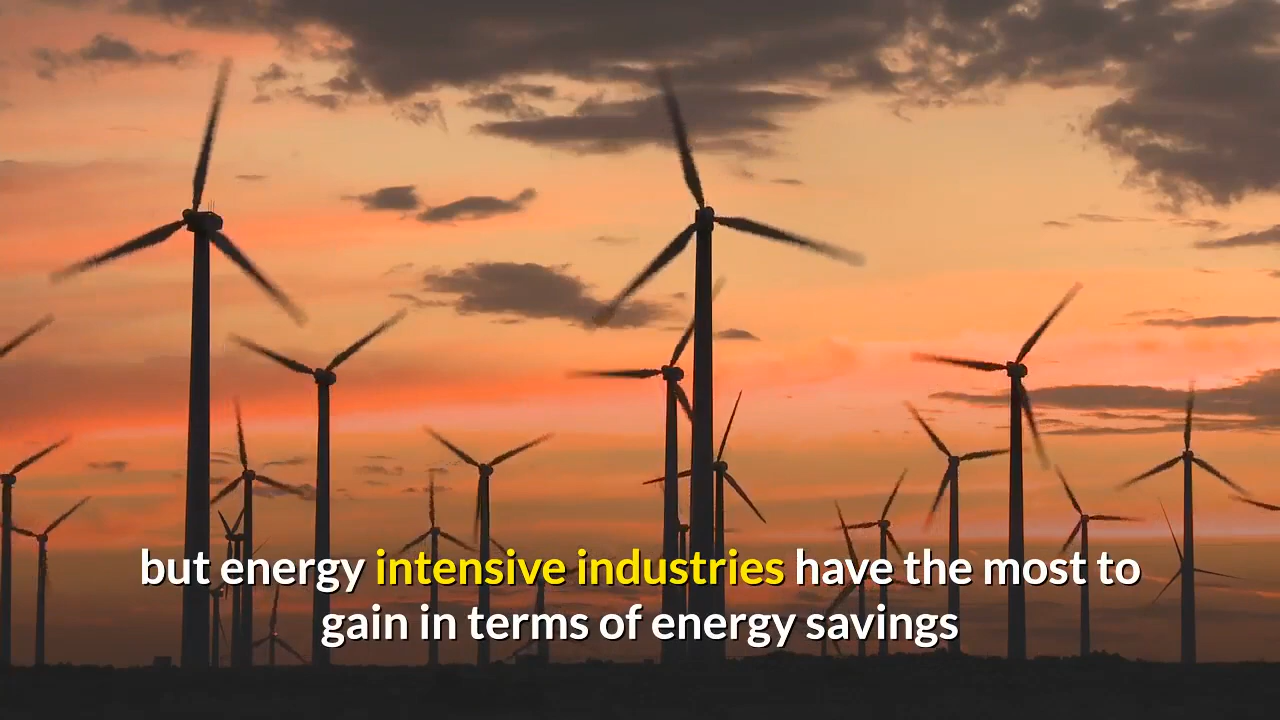 but energy intensive industries have the most to
gain in terms of energy savings